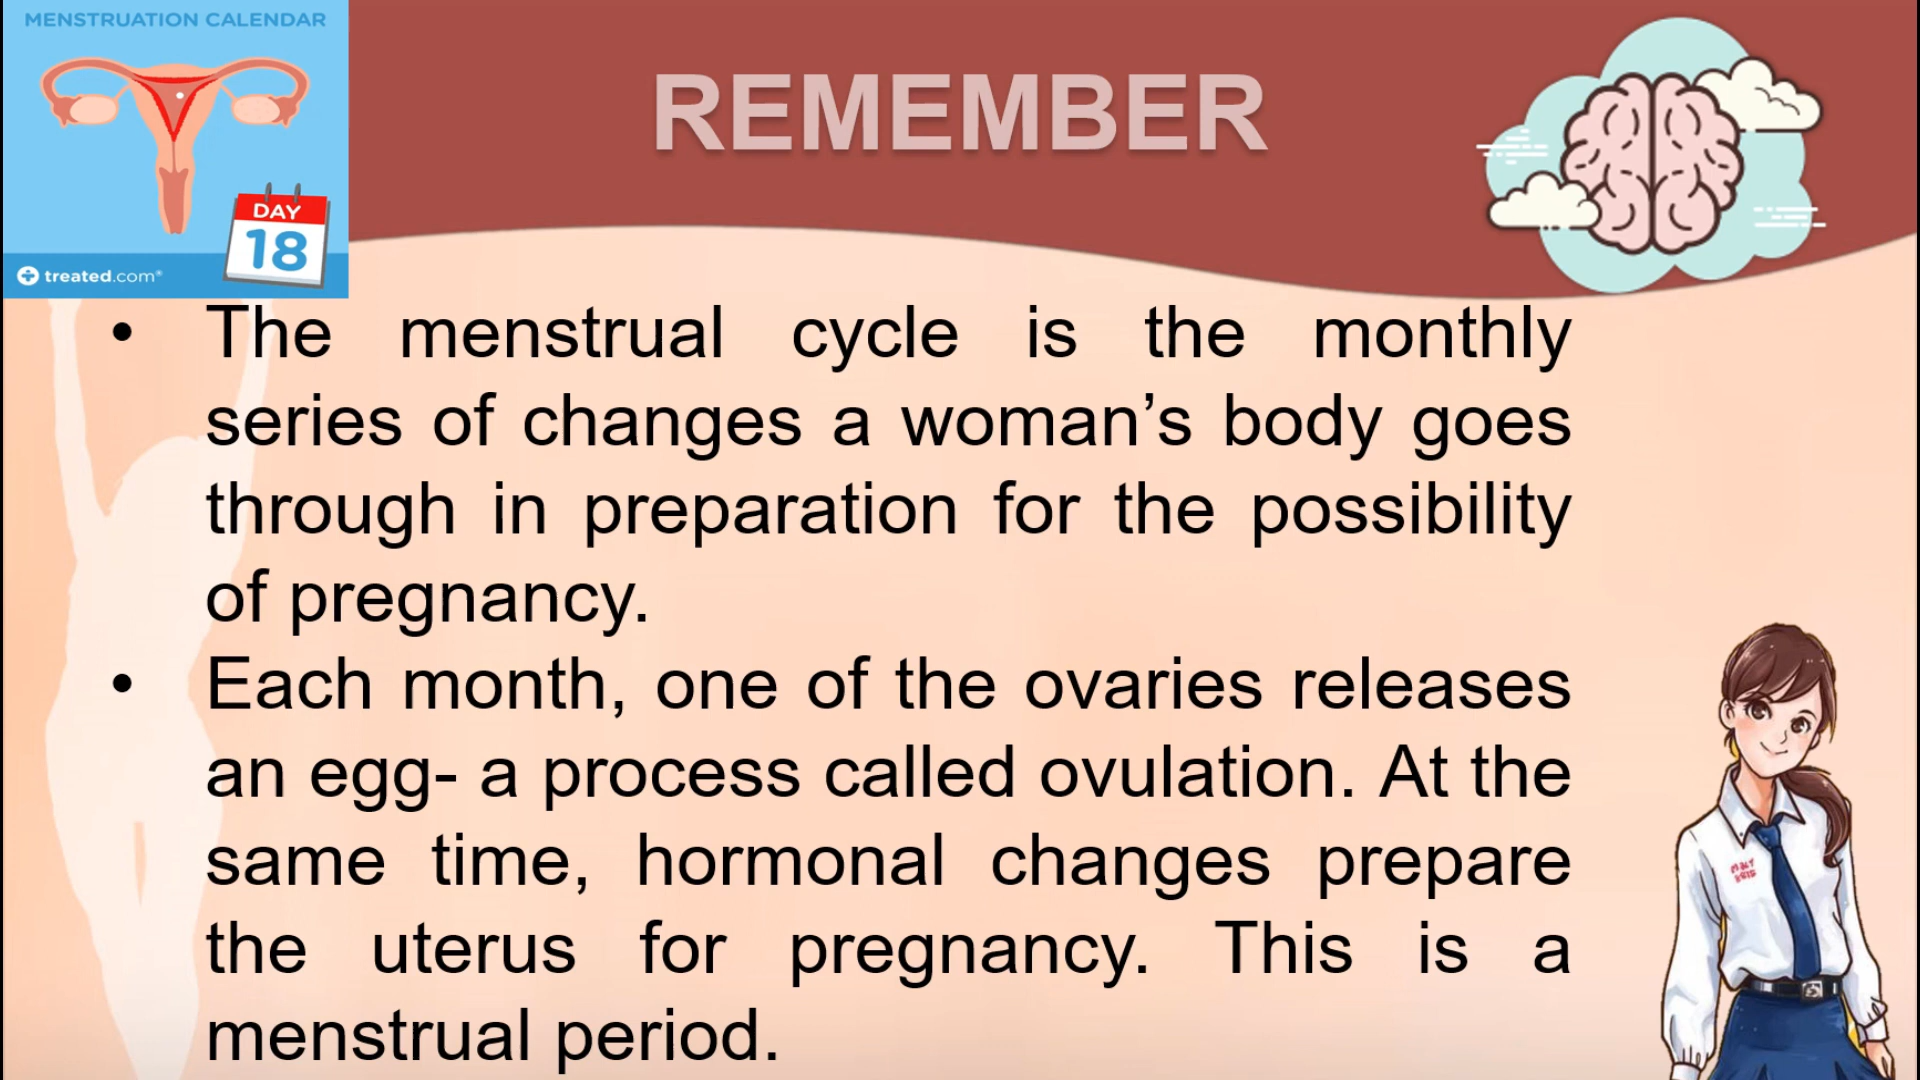 MENSTRUATION CALENDAR
DAY
18
treated.com®
REMEMBER
• The menstrual cycle is the monthly
series of changes a woman’s body goes
through in preparation for the possibility
of pregnancy.
• Each month, one of the ovaries releases
an egg- a process called ovulation. At the
same time, hormonal changes prepare
the uterus for pregnancy. This is a
menstrual period.